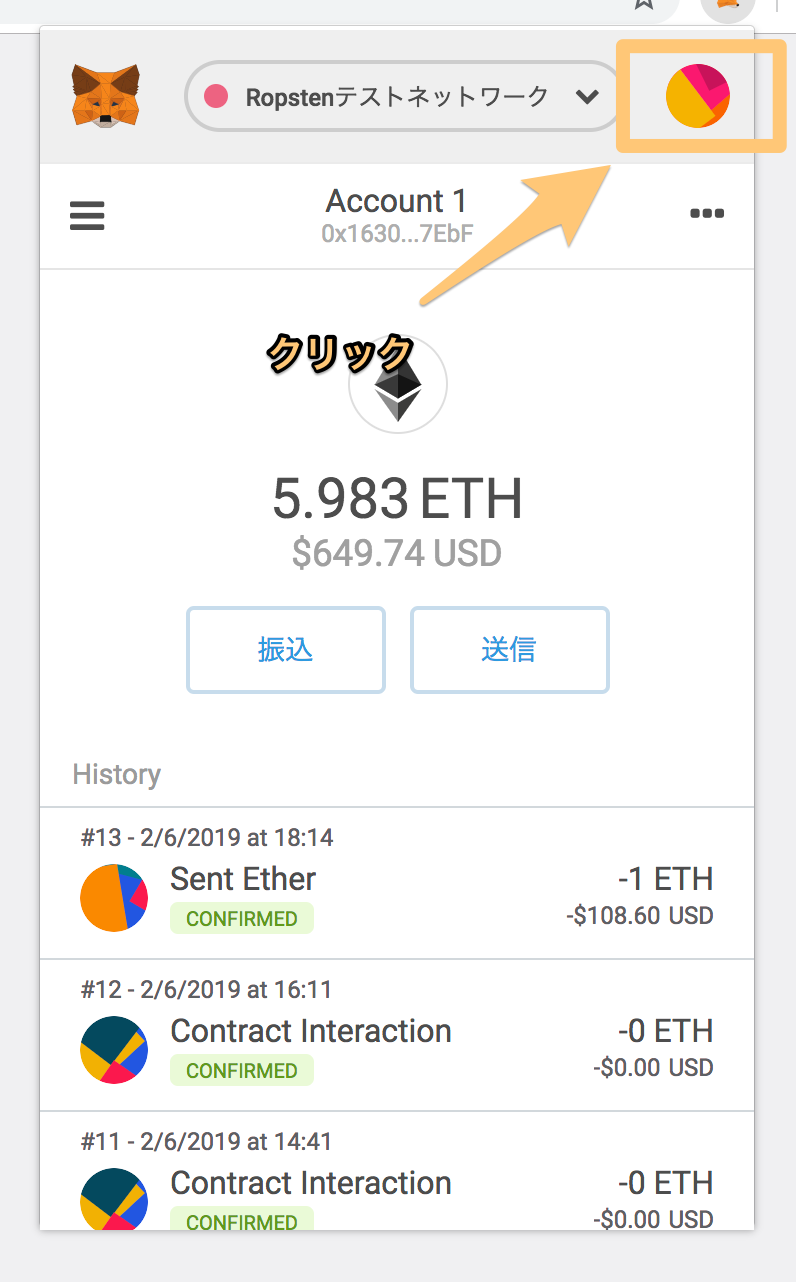 Ropstenテストネットワーク
Account 1
0x1630...7EbF
クリック
5.983 ETH
$649.74 USD
振込 送信
History
#13 - 2/6/2019 at 18:14
Sent Ether -1 ETH
CONFIRMED -$108.60 USD
#12 - 2/6/2019 at 16:11
Contract Interaction -0 ETH
CONFIRMED -$0.00 USD
#11 - 2/6/2019 at 14:41
Contract Interaction -0 ETH
CONFIRMED -$0.00 USD